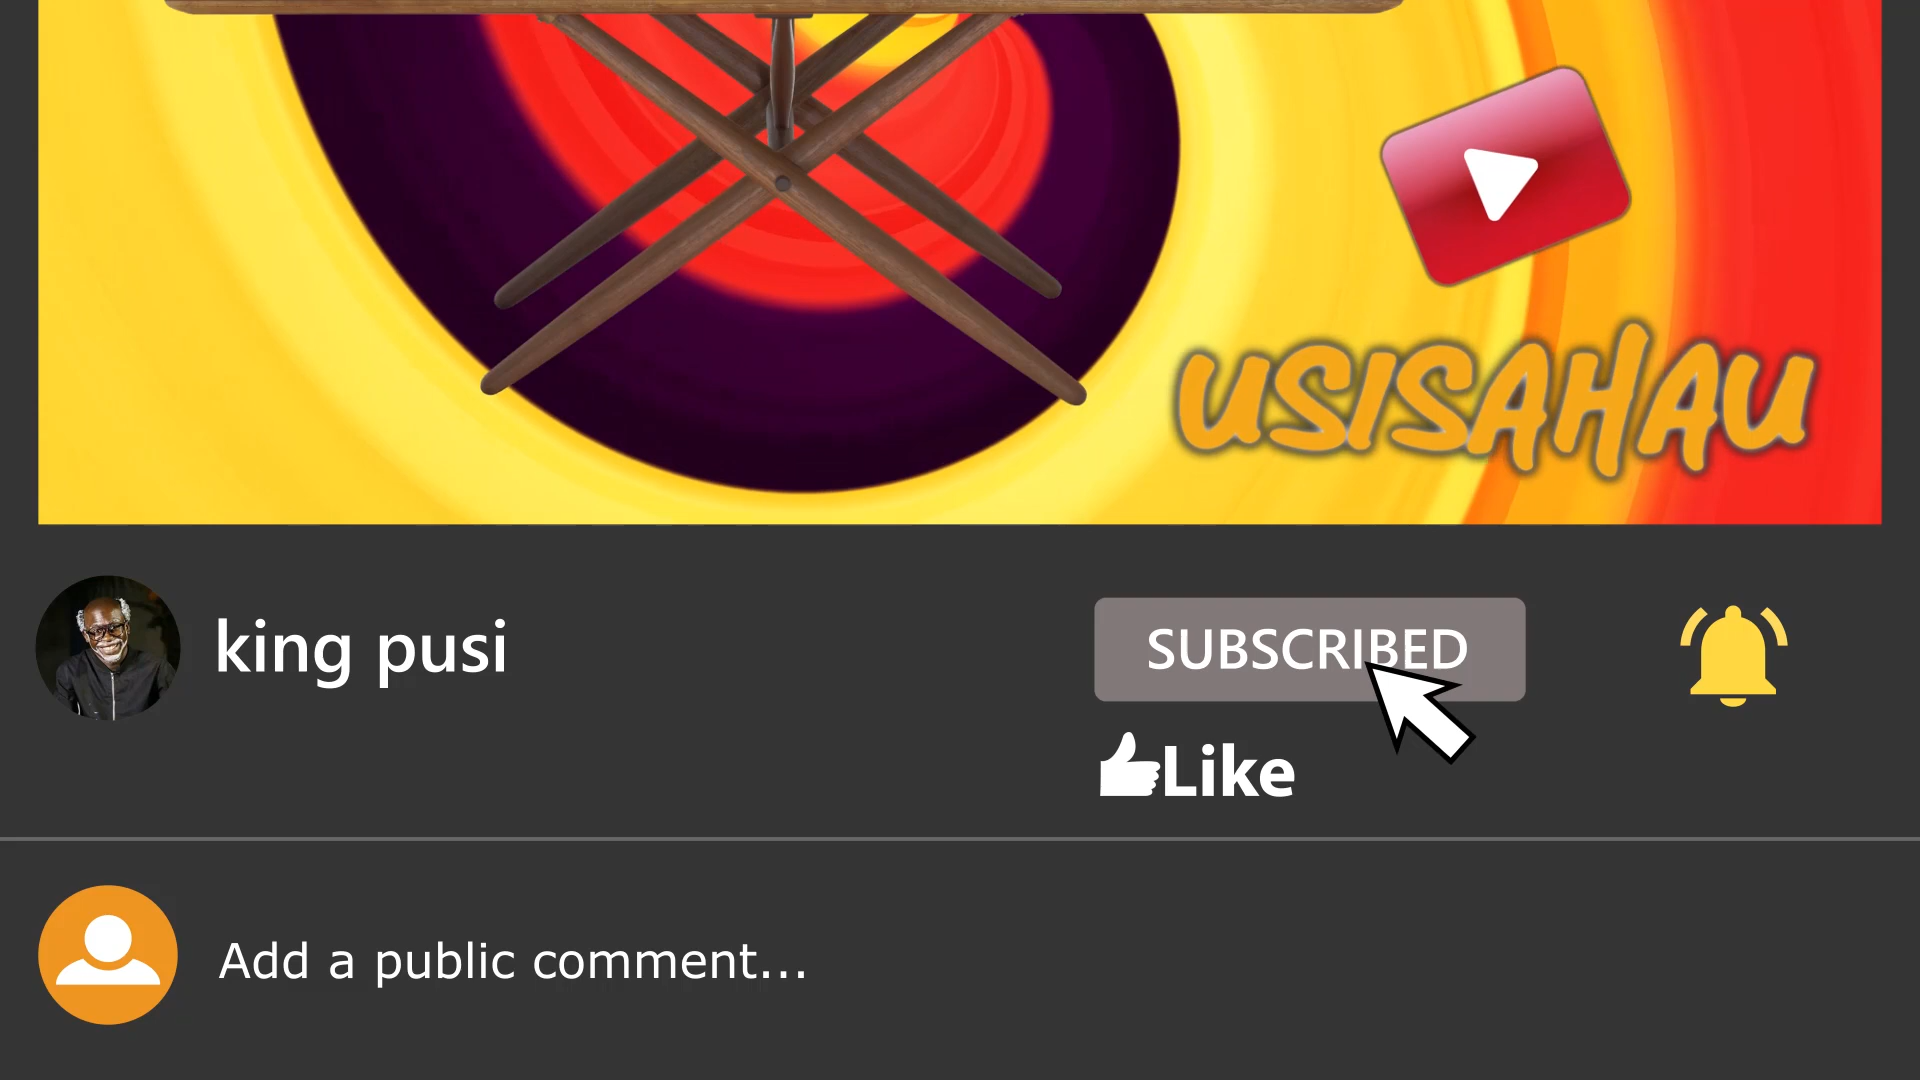 USISAHAU
king pusi
SUBSCRIBED
Like
Add a public comment...